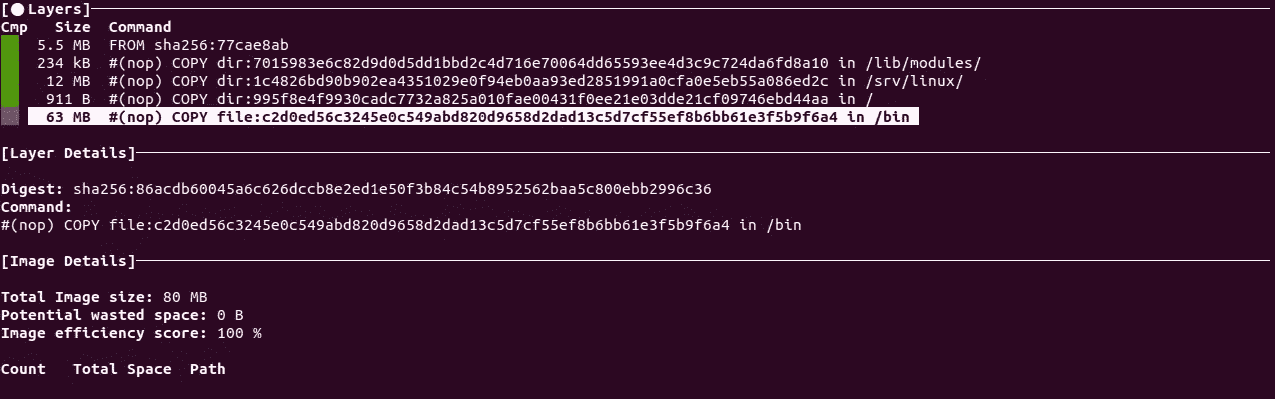 [●Layers]
Cmp Size Command
5.5 MB FROM sha256:77cae8ab
234 kB #(nop) COPY dir:7015983e6c82d9d0d5dd1bbd2c4d716e70064dd65593ee4d3c9c724da6fd8a10 in /lib/modules/
12 MB #(nop) COPY dir:1c4826bd90b902ea4351029e0f94eb0aa93ed2851991a0cfa0e5eb55a086ed2c in /srv/linux/
911 B #(nop) COPY dir:995f8e4f9930cadc7732a825a010fae00431f0ee21e03dde21cf09746ebd44aa in /
63 MB #(nop) COPY file:c2d0ed56c3245e0c549abd820d9658d2dad13c5d7cf55ef8b6bb61e3f5b9f6a4 in /bin
[Layer Details]
Digest: sha256:86acdb60045a6c626dccb8e2ed1e50f3b84c54b8952562baa5c800ebb2996c36
Command:
#(nop) COPY file:c2d0ed56c3245e0c549abd820d9658d2dad13c5d7cf55ef8b6bb61e3f5b9f6a4 in /bin
[Image Details]
Total Image size: 80 MB
Potential wasted space: 0 B
Image efficiency score: 100 %
Count Total Space Path